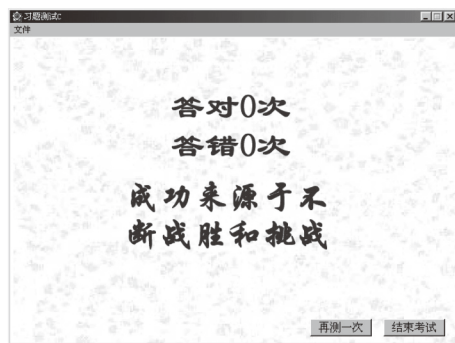 习题测试C
文件
答对0次
答错0次
成功来源于不
断战胜和挑战
再测一次 结束考试